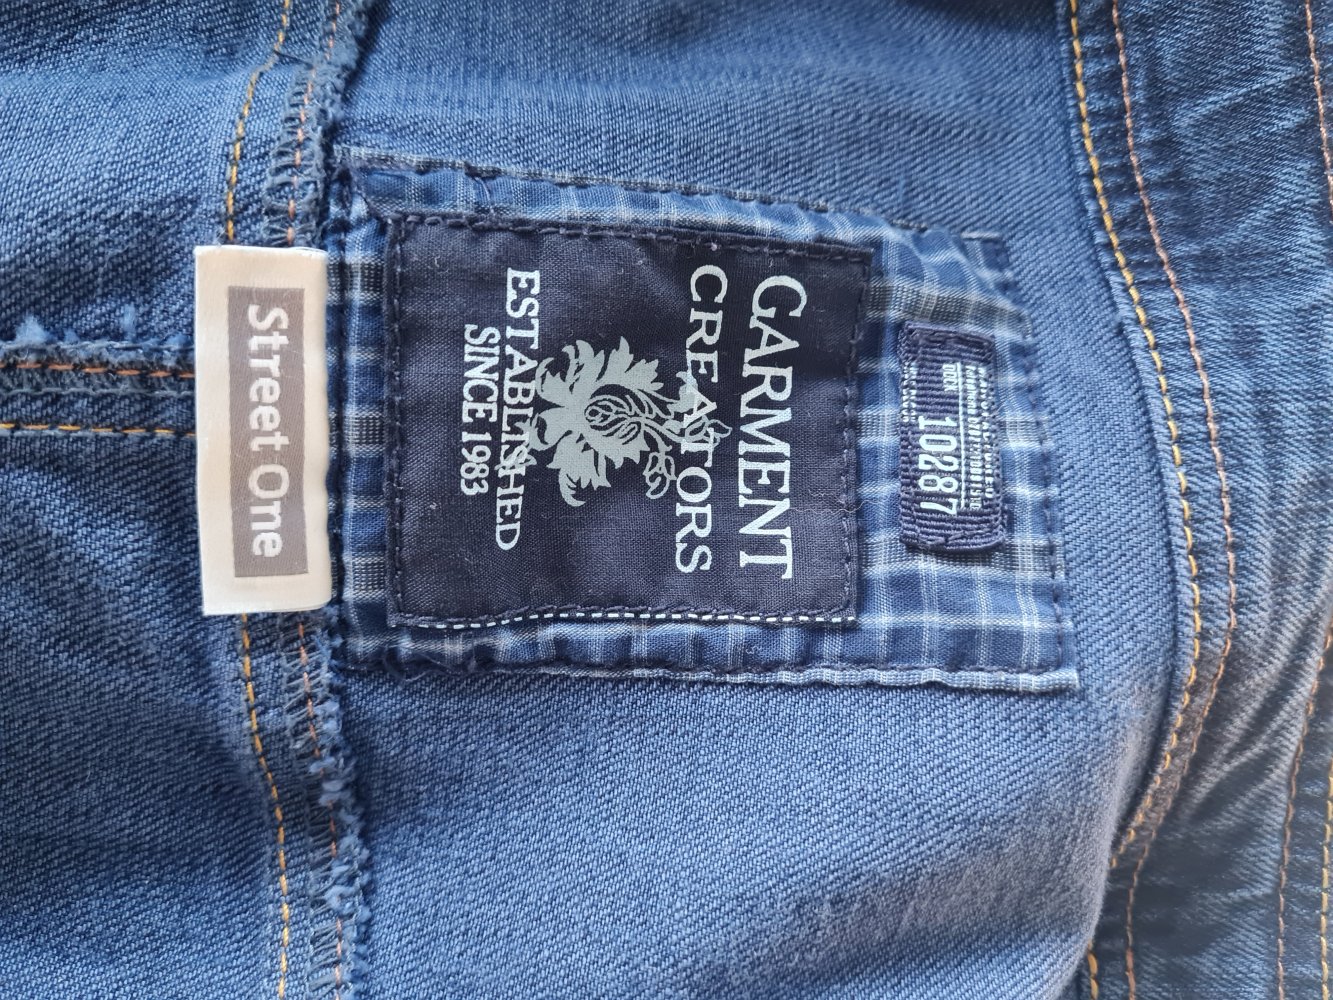 GARMENT
CREATORS
ESTABLISHED
SINCE 1983
10287
Street One